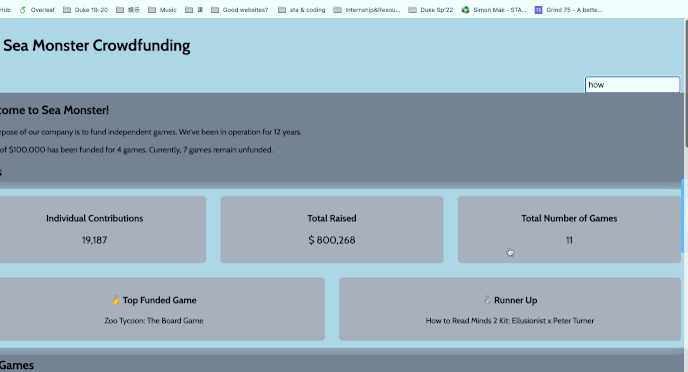 Hub Overleaf Duke 19-20 娱乐 Music 课 Good websites? sta & coding Internship&Resou... Duke Sp'22 Simon Mak - STA... Grind 75 - A bette...
Sea Monster Crowdfunding
how
come to Sea Monster!
rpose of our company is to fund independent games. We've been in operation for 12 years.
of $100,000 has been funded for 4 games. Currently, 7 games remain unfunded.
s
Individual Contributions
19,187
Total Raised
$ 800,268
Total Number of Games
11
🥇 Top Funded Game
Zoo Tycoon: The Board Game
🥈 Runner Up
How to Read Minds 2 Kit: Ellusionist x Peter Turner
Games